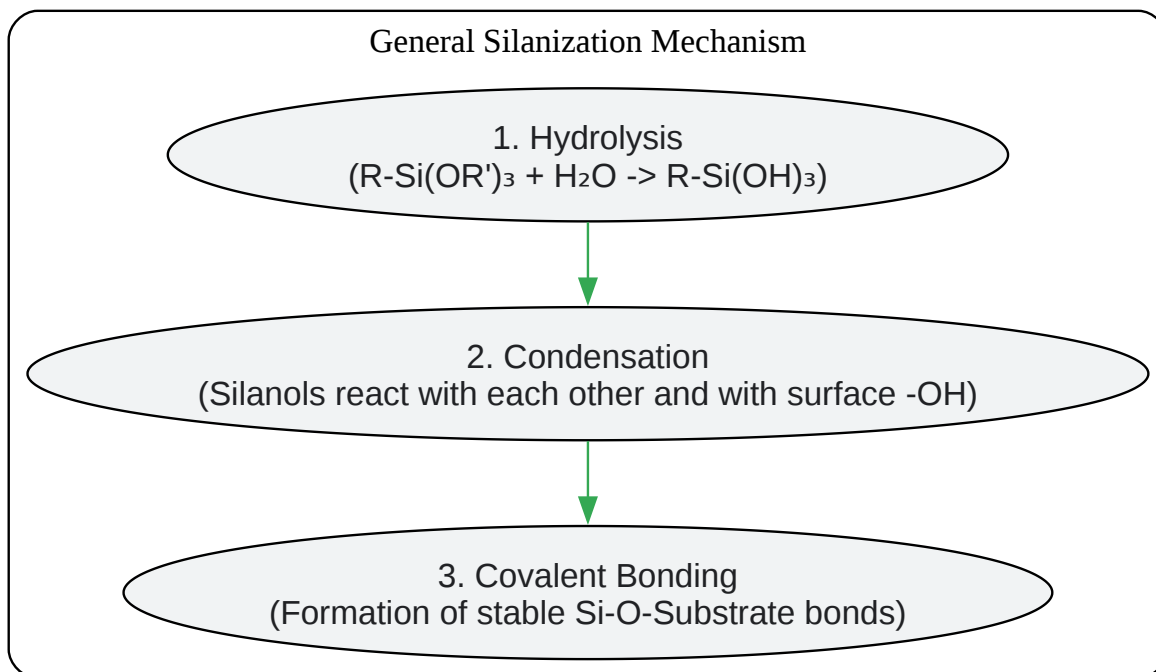 General Silanization Mechanism
1. Hydrolysis
(R-Si(OR')₃ + H₂O -> R-Si(OH)₃)
2. Condensation
(Silanols react with each other and with surface -OH)
3. Covalent Bonding
(Formation of stable Si-O-Substrate bonds)